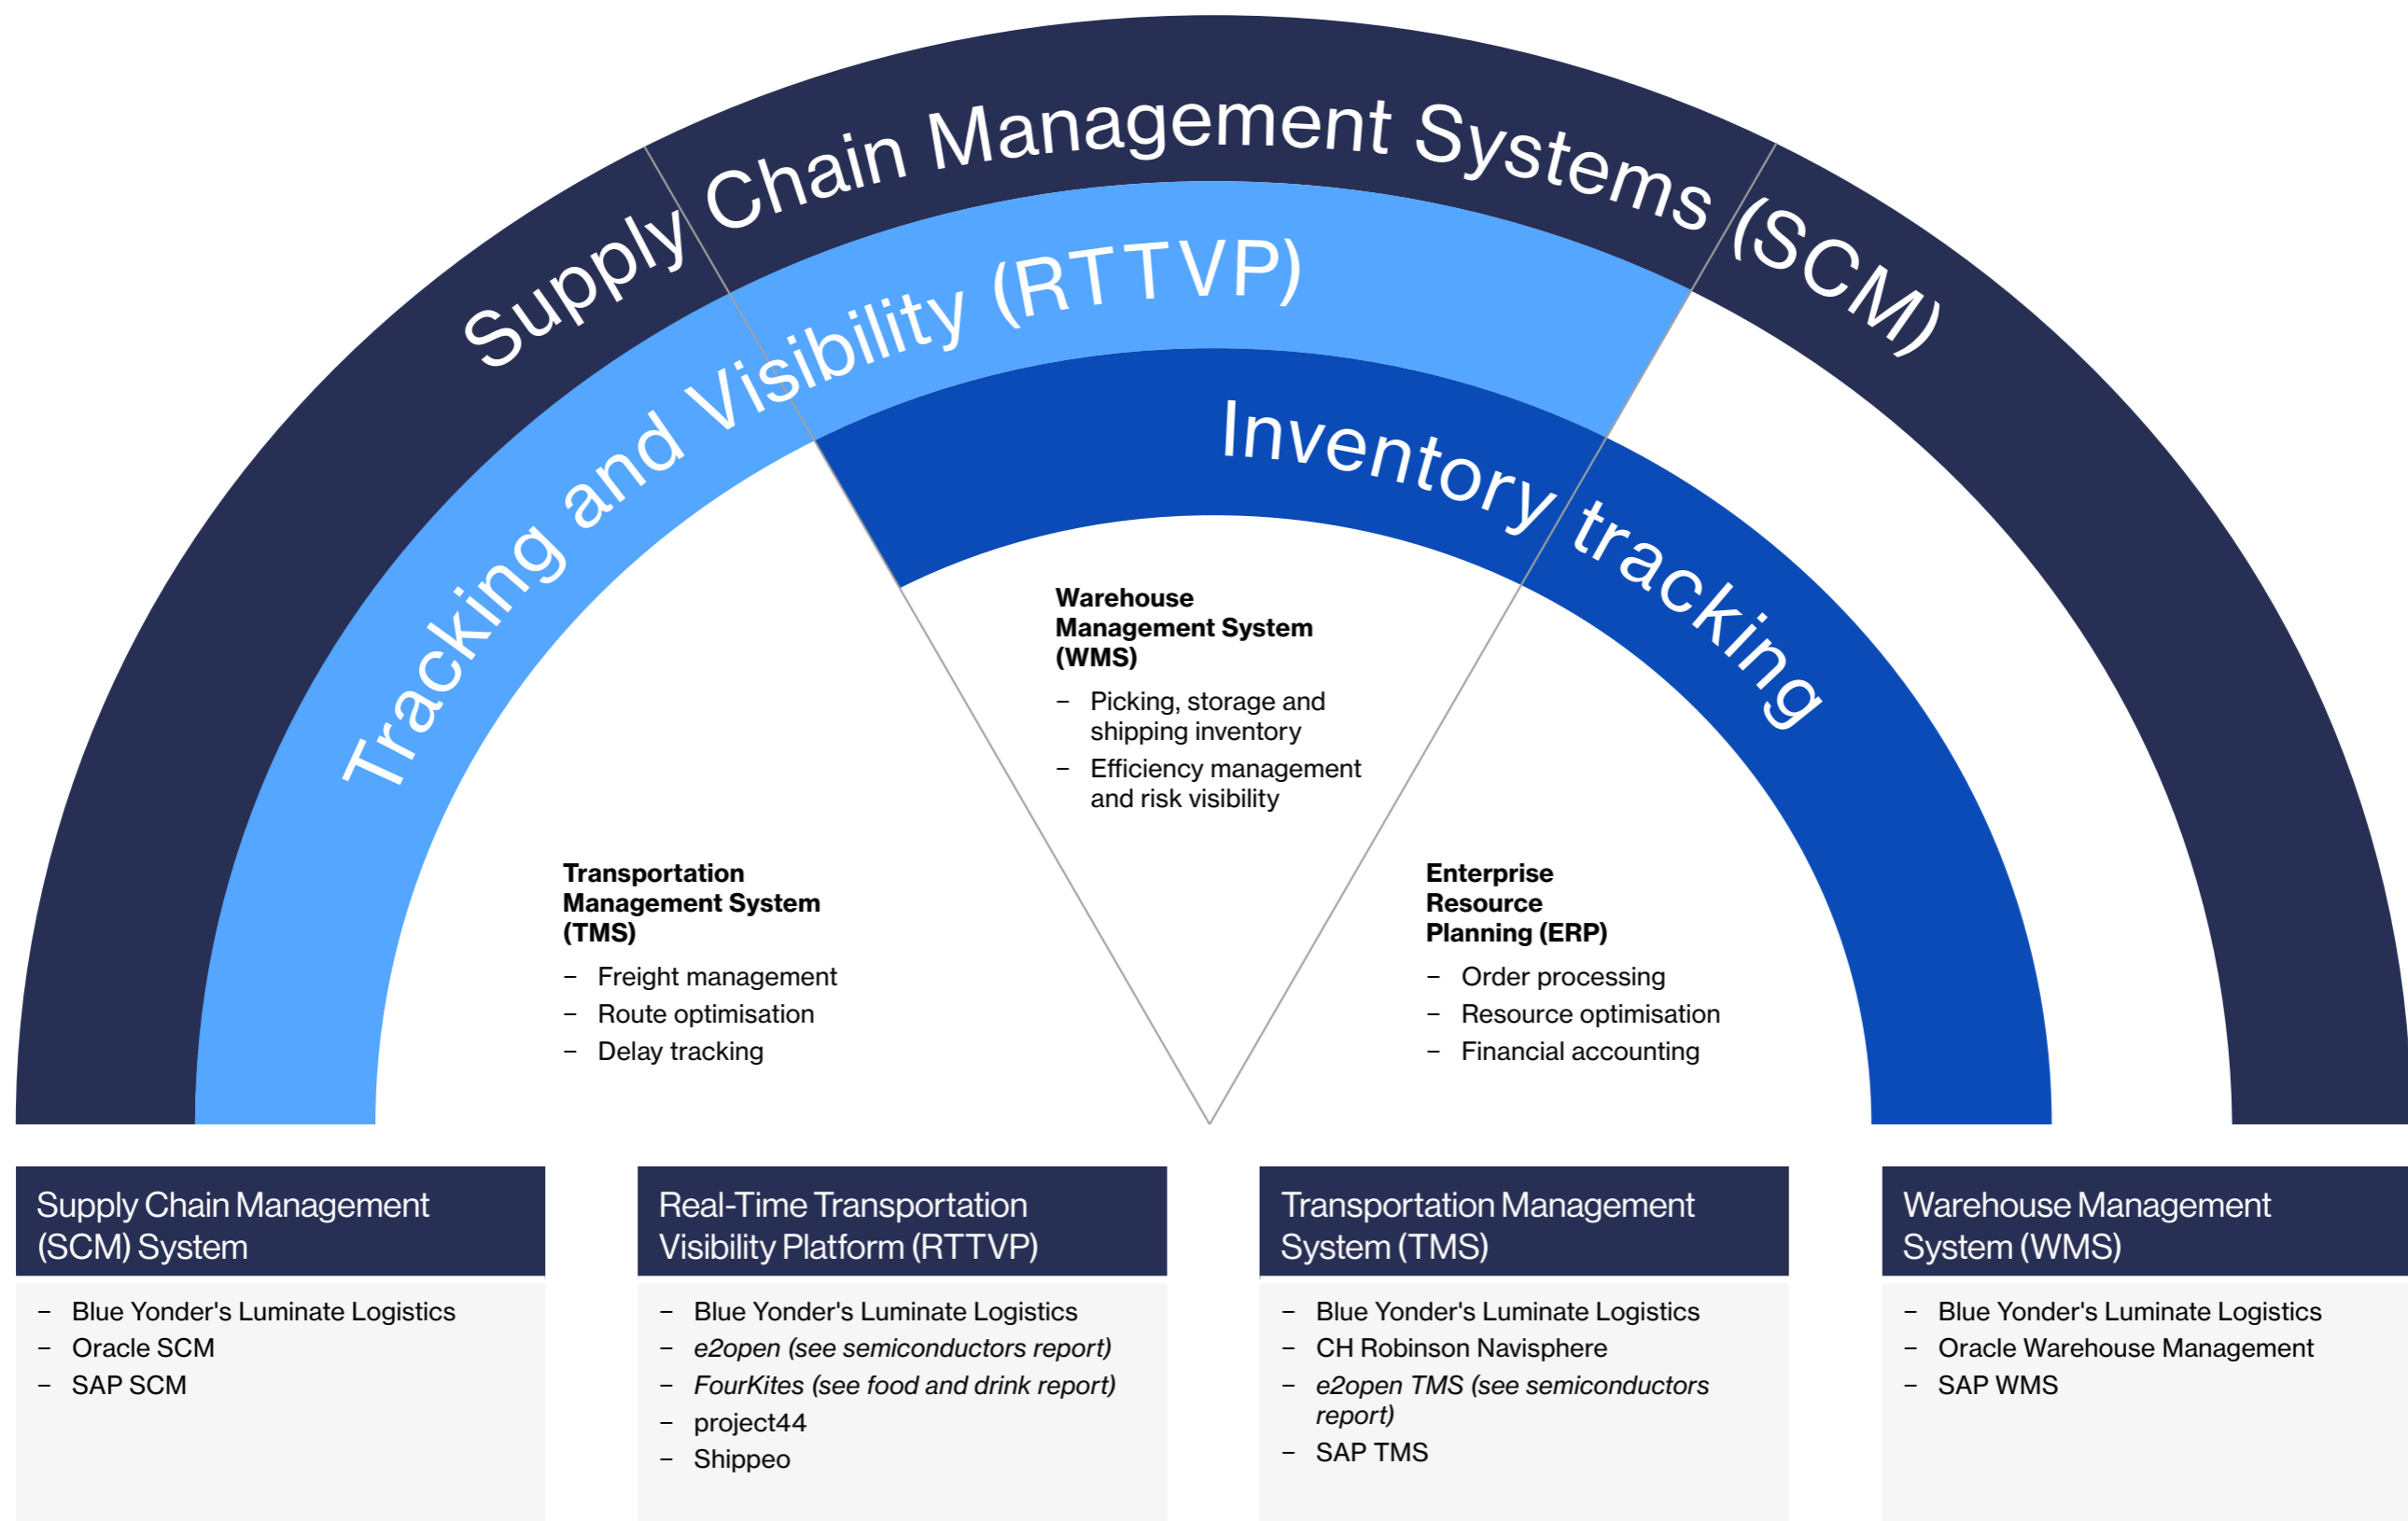 Supply Chain Management Systems (SCM)
Tracking and Visibility (RTTVP)
Inventory tracking
Warehouse
Management System
(WMS)
– Picking, storage and
shipping inventory
– Efficiency management
and risk visibility
Transportation
Management System
(TMS)
– Freight management
– Route optimisation
– Delay tracking
Enterprise
Resource
Planning (ERP)
– Order processing
– Resource optimisation
– Financial accounting
Supply Chain Management
(SCM) System
– Blue Yonder's Luminate Logistics
– Oracle SCM
– SAP SCM
Real-Time Transportation
Visibility Platform (RTTVP)
– Blue Yonder's Luminate Logistics
– e2open (see semiconductors report)
– FourKites (see food and drink report)
– project44
– Shippeo
Transportation Management
System (TMS)
– Blue Yonder's Luminate Logistics
– CH Robinson Navisphere
– e2open TMS (see semiconductors
report)
– SAP TMS
Warehouse Management
System (WMS)
– Blue Yonder's Luminate Logistics
– Oracle Warehouse Management
– SAP WMS